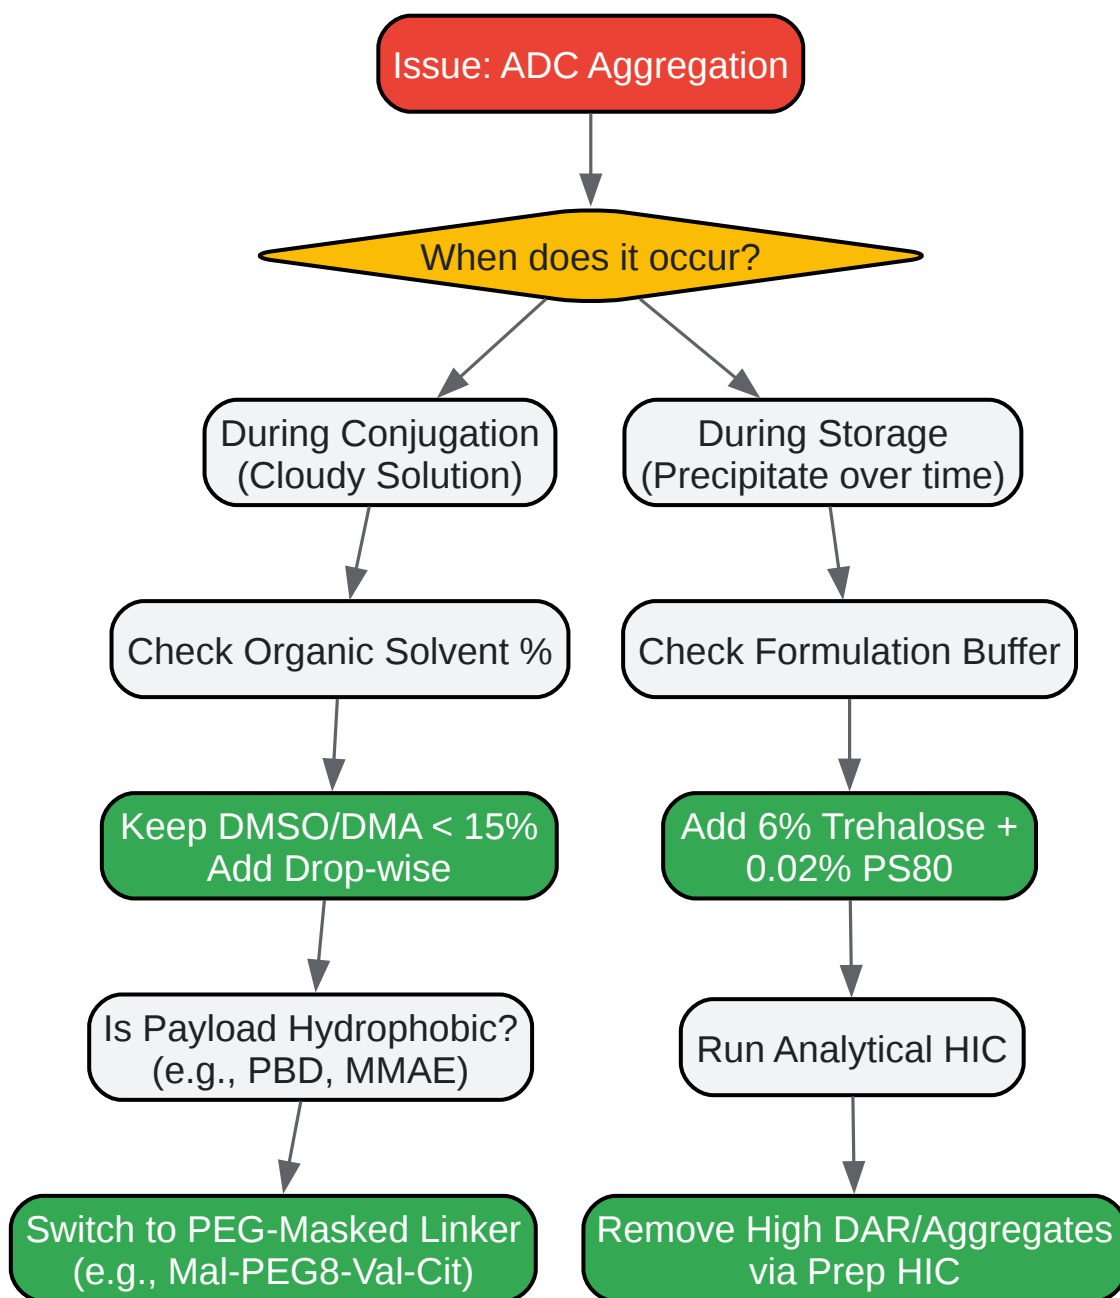 Issue: ADC Aggregation
When does it occur?
During Conjugation
(Cloudy Solution)
During Storage
(Precipitate over time)
Check Organic Solvent %
Check Formulation Buffer
Keep DMSO/DMA < 15%
Add Drop-wise
Add 6% Trehalose +
0.02% PS80
Is Payload Hydrophobic?
(e.g., PBD, MMAE)
Run Analytical HIC
Switch to PEG-Masked Linker
(e.g., Mal-PEG8-Val-Cit)
Remove High DAR/Aggregates
via Prep HIC